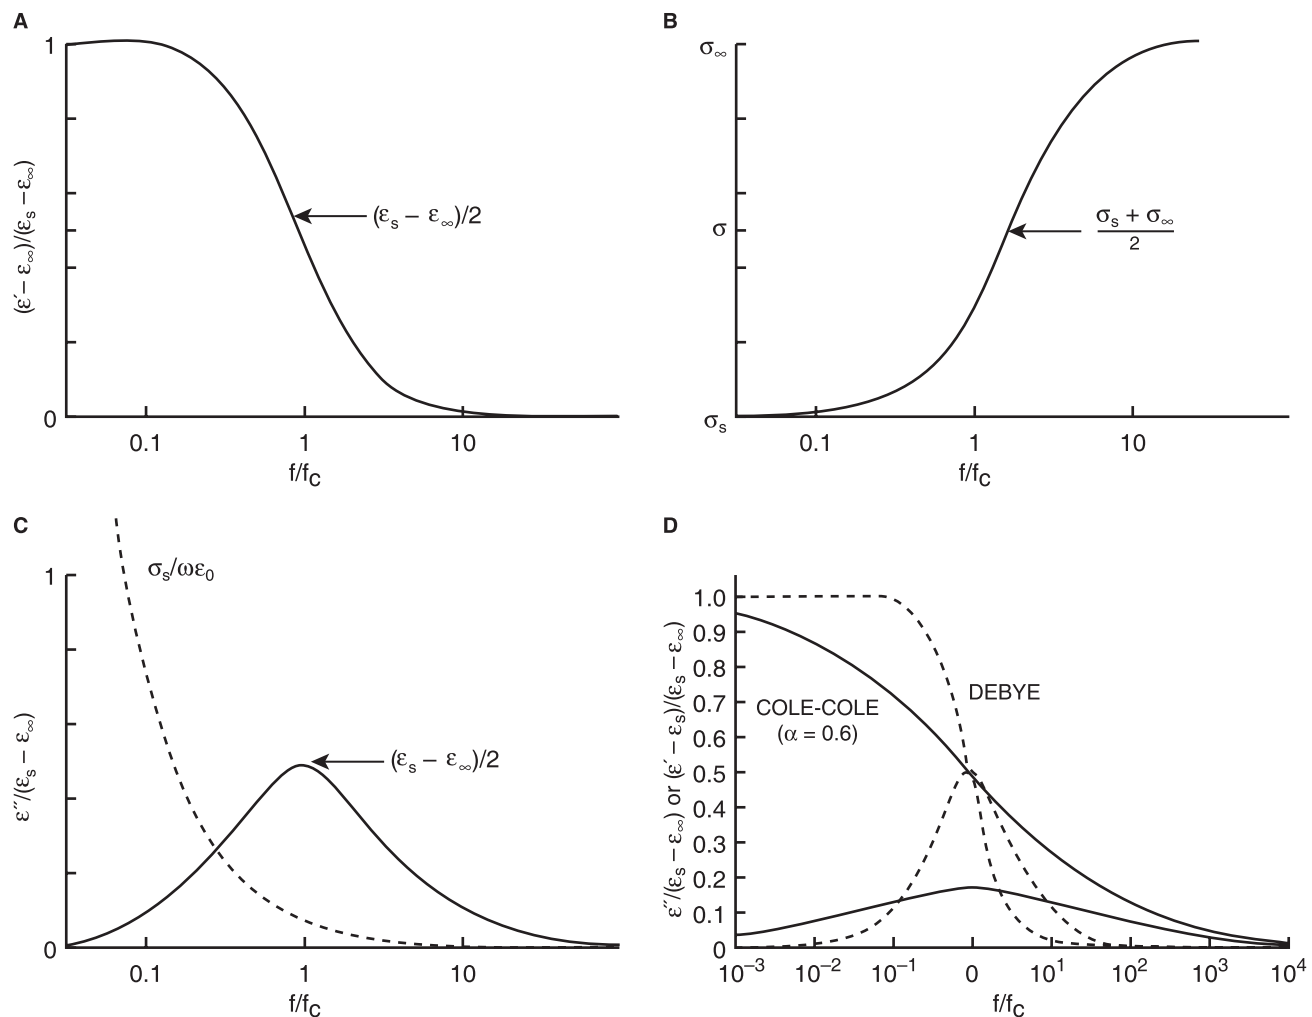 A
1
(ε′ – ε∞)/(εs – ε∞)
(εs – ε∞)/2
0
0.1 1 10
f/fC
B
σ∞
σ
σs + σ∞
2
σs
0.1 1 10
f/fC
C
σs/ωε0
1
ε″/(εs – ε∞)
(εs – ε∞)/2
0
0.1 1 10
f/fC
D
ε″/(εs – ε∞) or (ε′ – εs)/(εs – ε∞)
1.0
0.9
0.8
0.7
0.6
0.5
0.4
0.3
0.2
0.1
0
DEBYE
COLE-COLE
(α = 0.6)
10–3 10–2 10–1 0 101 102 103 104
f/fC